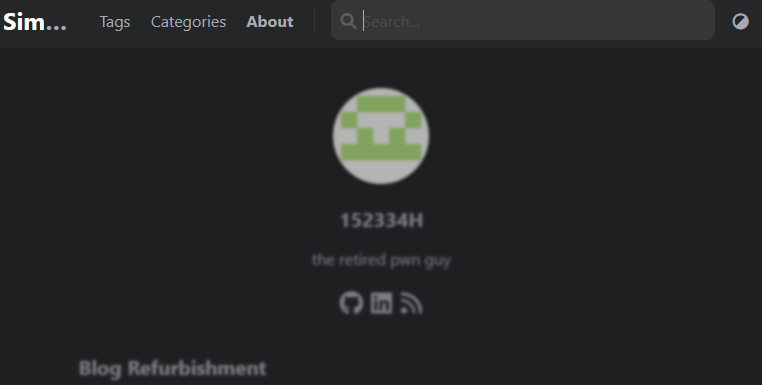 Sim...
Tags Categories About Search...
152334H
the retired pwn guy
Blog Refurbishment